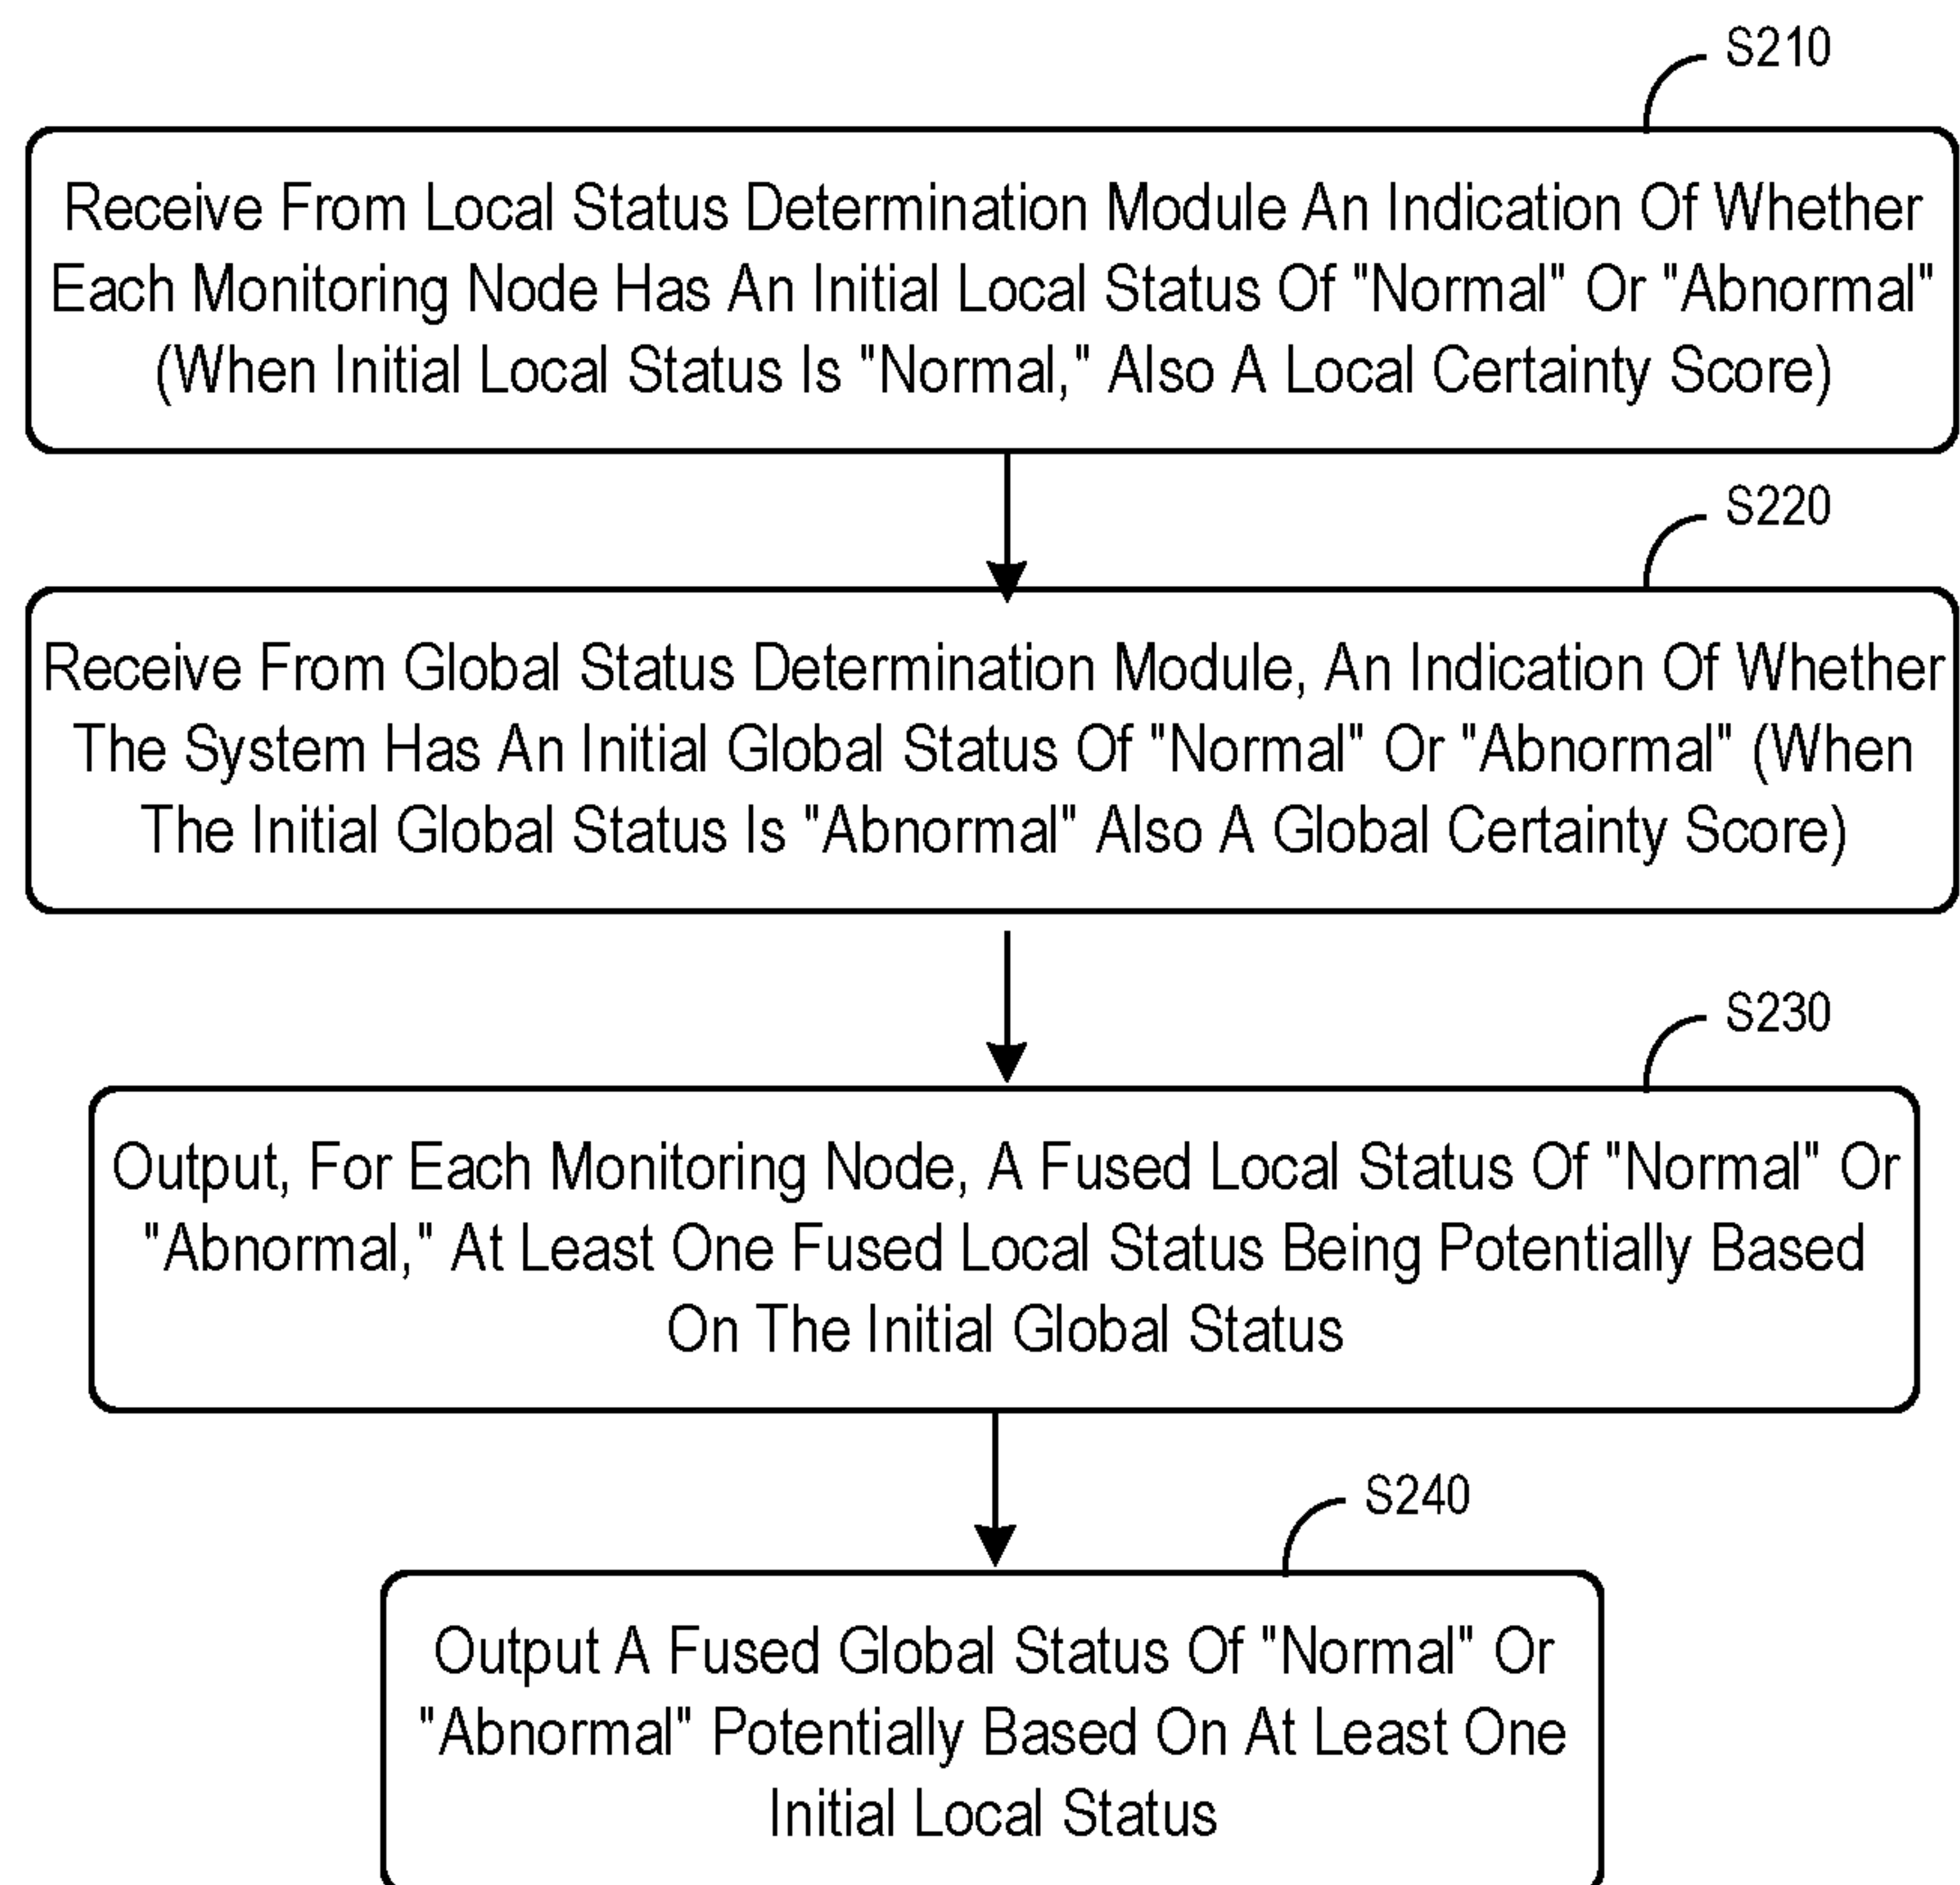 S210
Receive From Local Status Determination Module An Indication Of Whether
Each Monitoring Node Has An Initial Local Status Of "Normal" Or "Abnormal"
(When Initial Local Status Is "Normal," Also A Local Certainty Score)
S220
Receive From Global Status Determination Module, An Indication Of Whether
The System Has An Initial Global Status Of "Normal" Or "Abnormal" (When
The Initial Global Status Is "Abnormal" Also A Global Certainty Score)
S230
Output, For Each Monitoring Node, A Fused Local Status Of "Normal" Or
"Abnormal," At Least One Fused Local Status Being Potentially Based
On The Initial Global Status
S240
Output A Fused Global Status Of "Normal" Or
"Abnormal" Potentially Based On At Least One
Initial Local Status